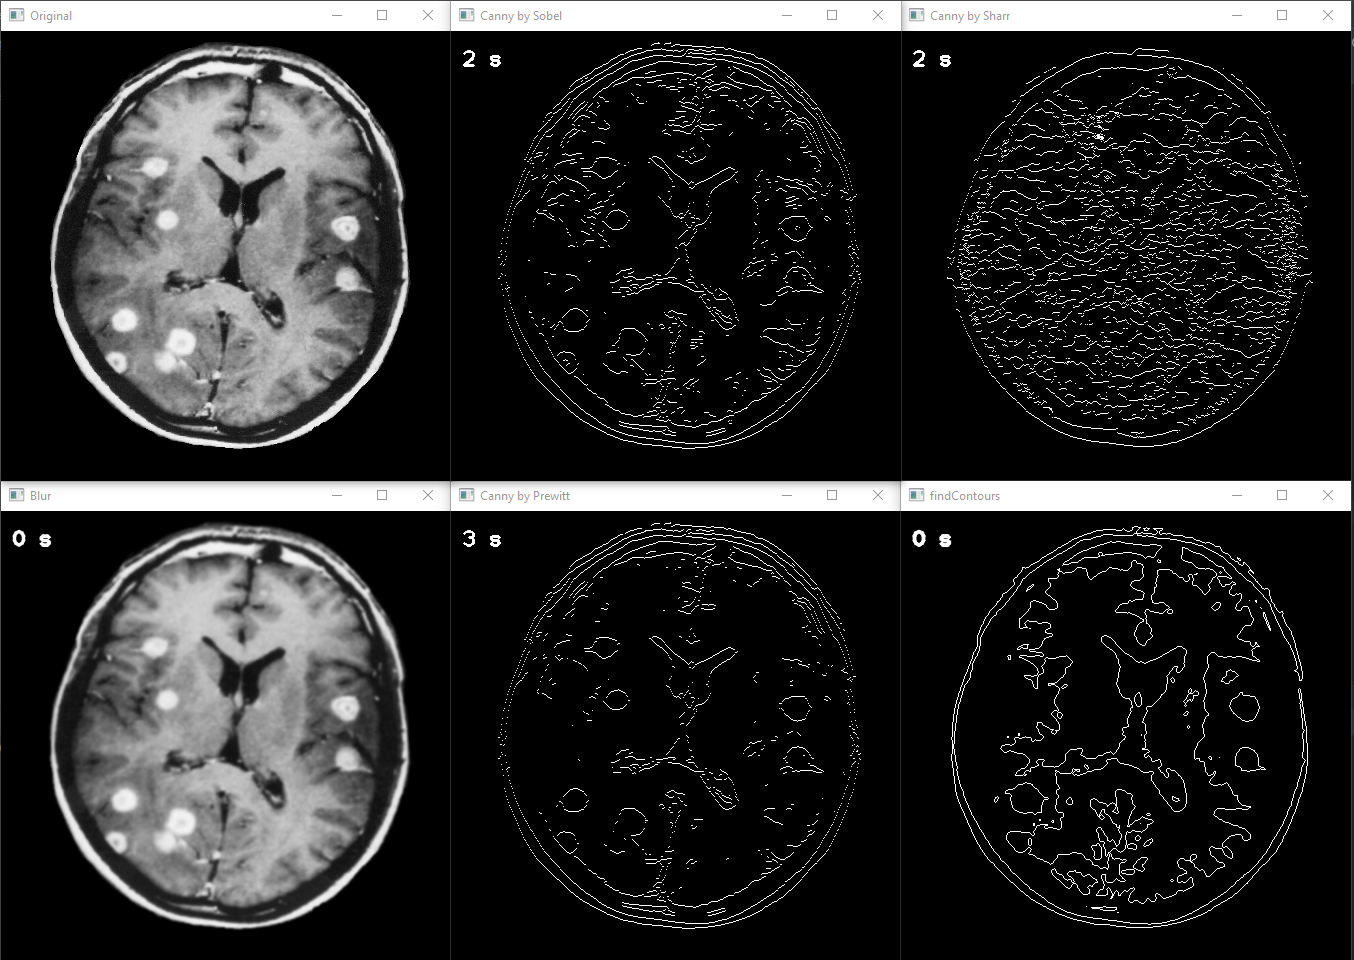 Original
Canny by Sobel
2 s
Canny by Sharr
2 s
Blur
0 s
Canny by Prewitt
3 s
findContours
0 s